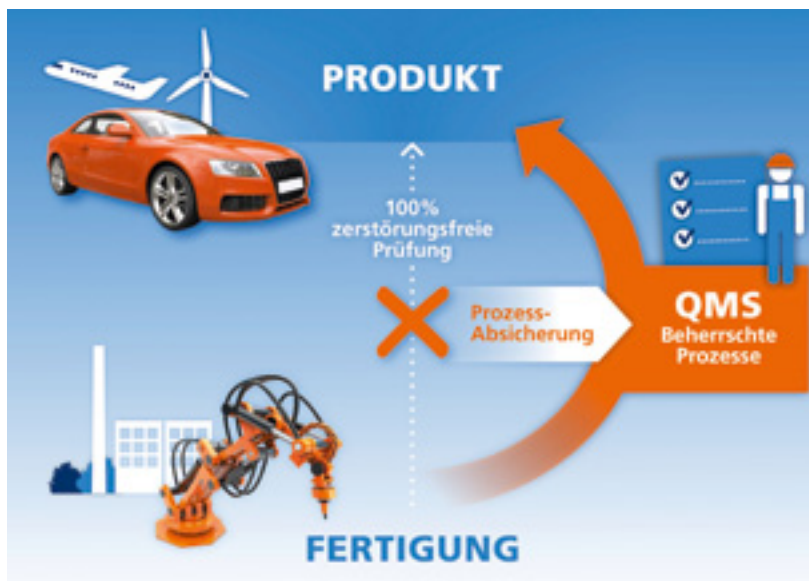 PRODUKT
100%
zerstörungsfreie
Prüfung
Prozess-
Absicherung
QMS
Beherrschte
Prozesse
FERTIGUNG